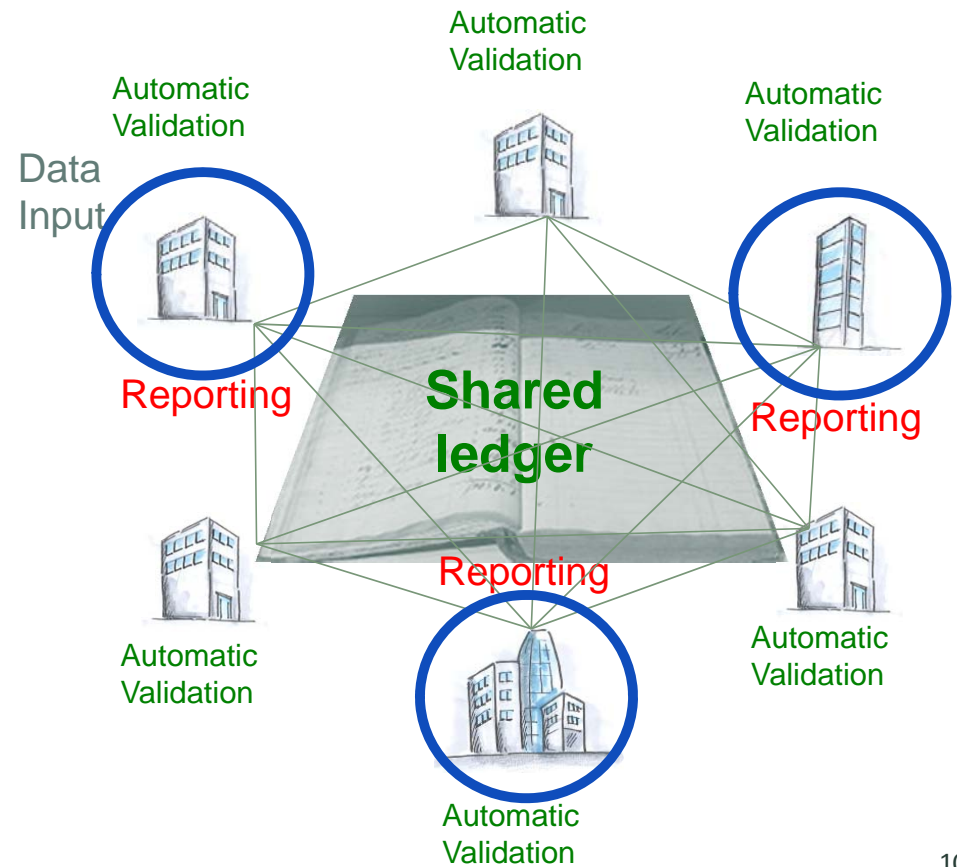 Automatic
Validation
Automatic
Validation
Automatic
Validation
Data
Input
Reporting
Reporting
Shared
ledger
Reporting
Automatic
Validation
Automatic
Validation
Automatic
Validation